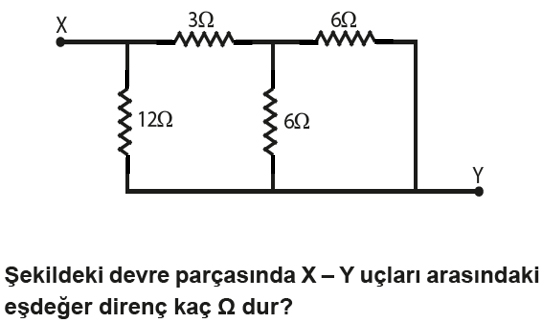 3Ω 6Ω
X
12Ω 6Ω
Y
Şekildeki devre parçasında X – Y uçları arasındaki
eşdeğer direnç kaç Ω dur?